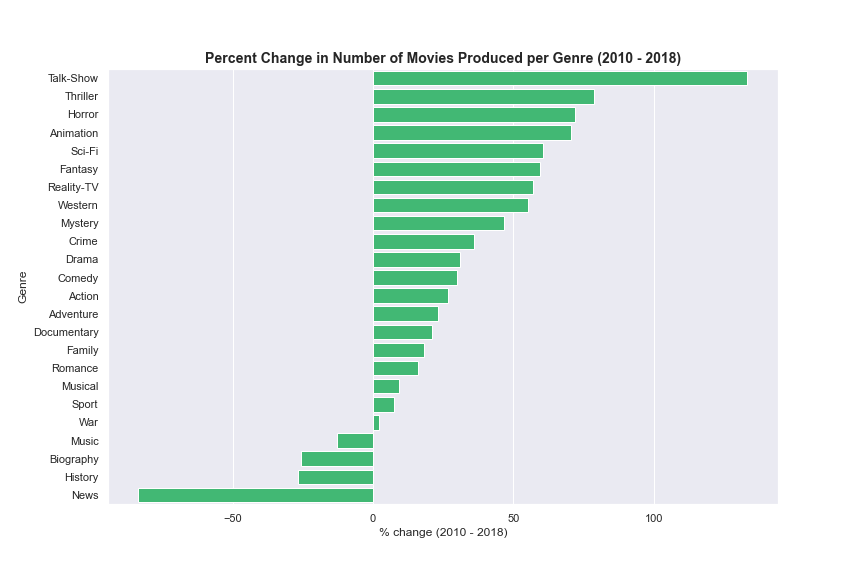 Percent Change in Number of Movies Produced per Genre (2010 - 2018)
Talk-Show
Thriller
Horror
Animation
Sci-Fi
Fantasy
Reality-TV
Western
Mystery
Crime
Drama
Comedy
Action
Adventure
Documentary
Family
Romance
Musical
Sport
War
Music
Biography
History
News
Genre
−50 0 50 100
% change (2010 - 2018)